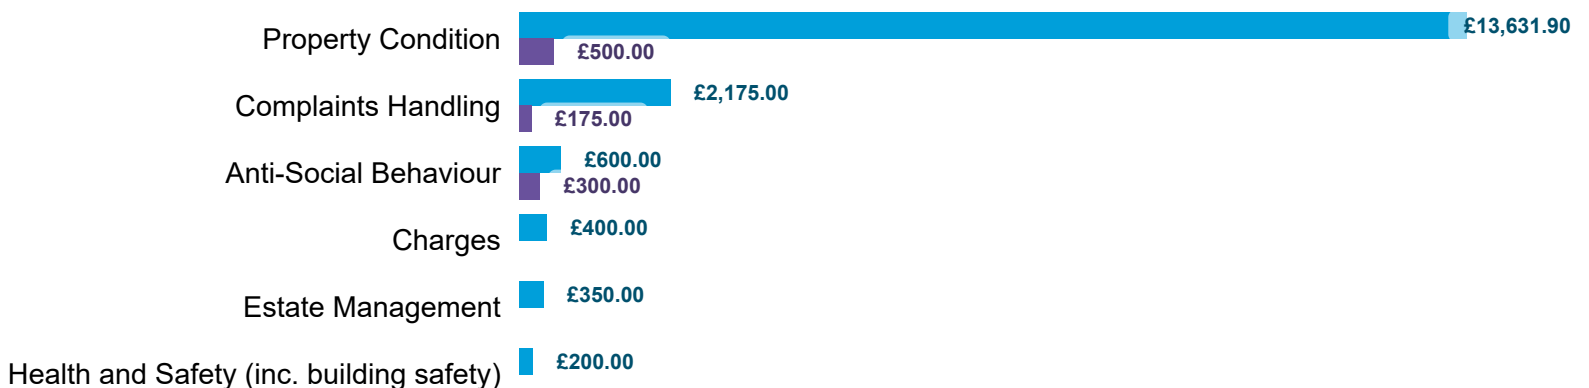 Property Condition
£13,631.90
£500.00
Complaints Handling
£2,175.00
£175.00
Anti-Social Behaviour
£600.00
£300.00
Charges
£400.00
Estate Management
£350.00
Health and Safety (inc. building safety)
£200.00